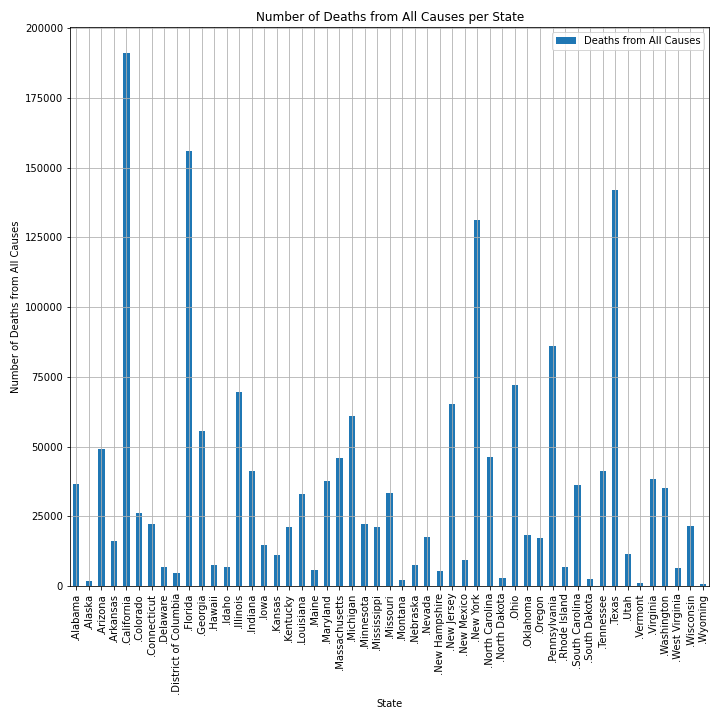 Number of Deaths from All Causes per State
Deaths from All Causes
Number of Deaths from All Causes
200000
175000
150000
125000
100000
75000
50000
25000
0
.Alabama
.Alaska
.Arizona
.Arkansas
.California
.Colorado
.Connecticut
.Delaware
.District of Columbia
.Florida
.Georgia
.Hawaii
.Idaho
.Illinois
.Indiana
.Iowa
.Kansas
.Kentucky
.Louisiana
.Maine
.Maryland
.Massachusetts
.Michigan
.Minnesota
.Mississippi
.Missouri
.Montana
.Nebraska
.Nevada
.New Hampshire
.New Jersey
.New Mexico
.New York
.North Carolina
.North Dakota
.Ohio
.Oklahoma
.Oregon
.Pennsylvania
.Rhode Island
.South Carolina
.South Dakota
.Tennessee
.Texas
.Utah
.Vermont
.Virginia
.Washington
.West Virginia
.Wisconsin
.Wyoming
State